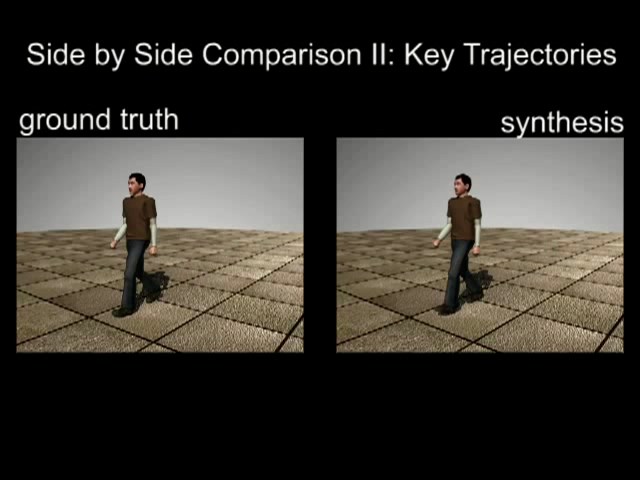 Side by Side Comparison II: Key Trajectories
ground truth
synthesis